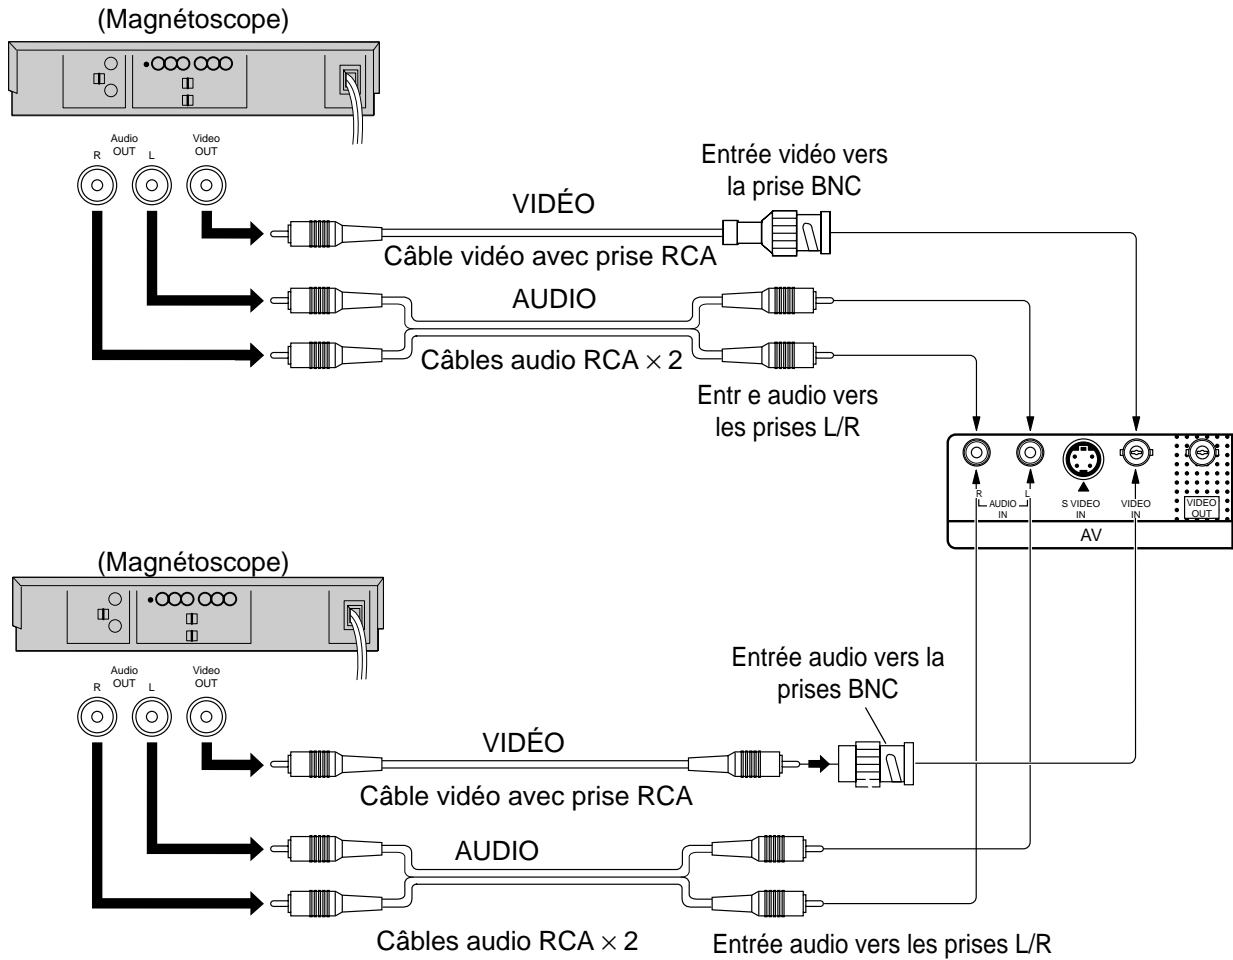 (Magnétoscope)
Audio
OUT
R
L
Video
OUT
VIDÉO
Câble vidéo avec prise RCA
Entrée vidéo vers
la prise BNC
AUDIO
Câbles audio RCA × 2
Entr e audio vers
les prises L/R
R
L
AUDIO
IN
S VIDEO
IN
VIDEO
IN
VIDEO
OUT
AV
(Magnétoscope)
Audio
OUT
R
L
Video
OUT
VIDÉO
Câble vidéo avec prise RCA
Entrée audio vers la
prises BNC
AUDIO
Câbles audio RCA × 2
Entrée audio vers les prises L/R